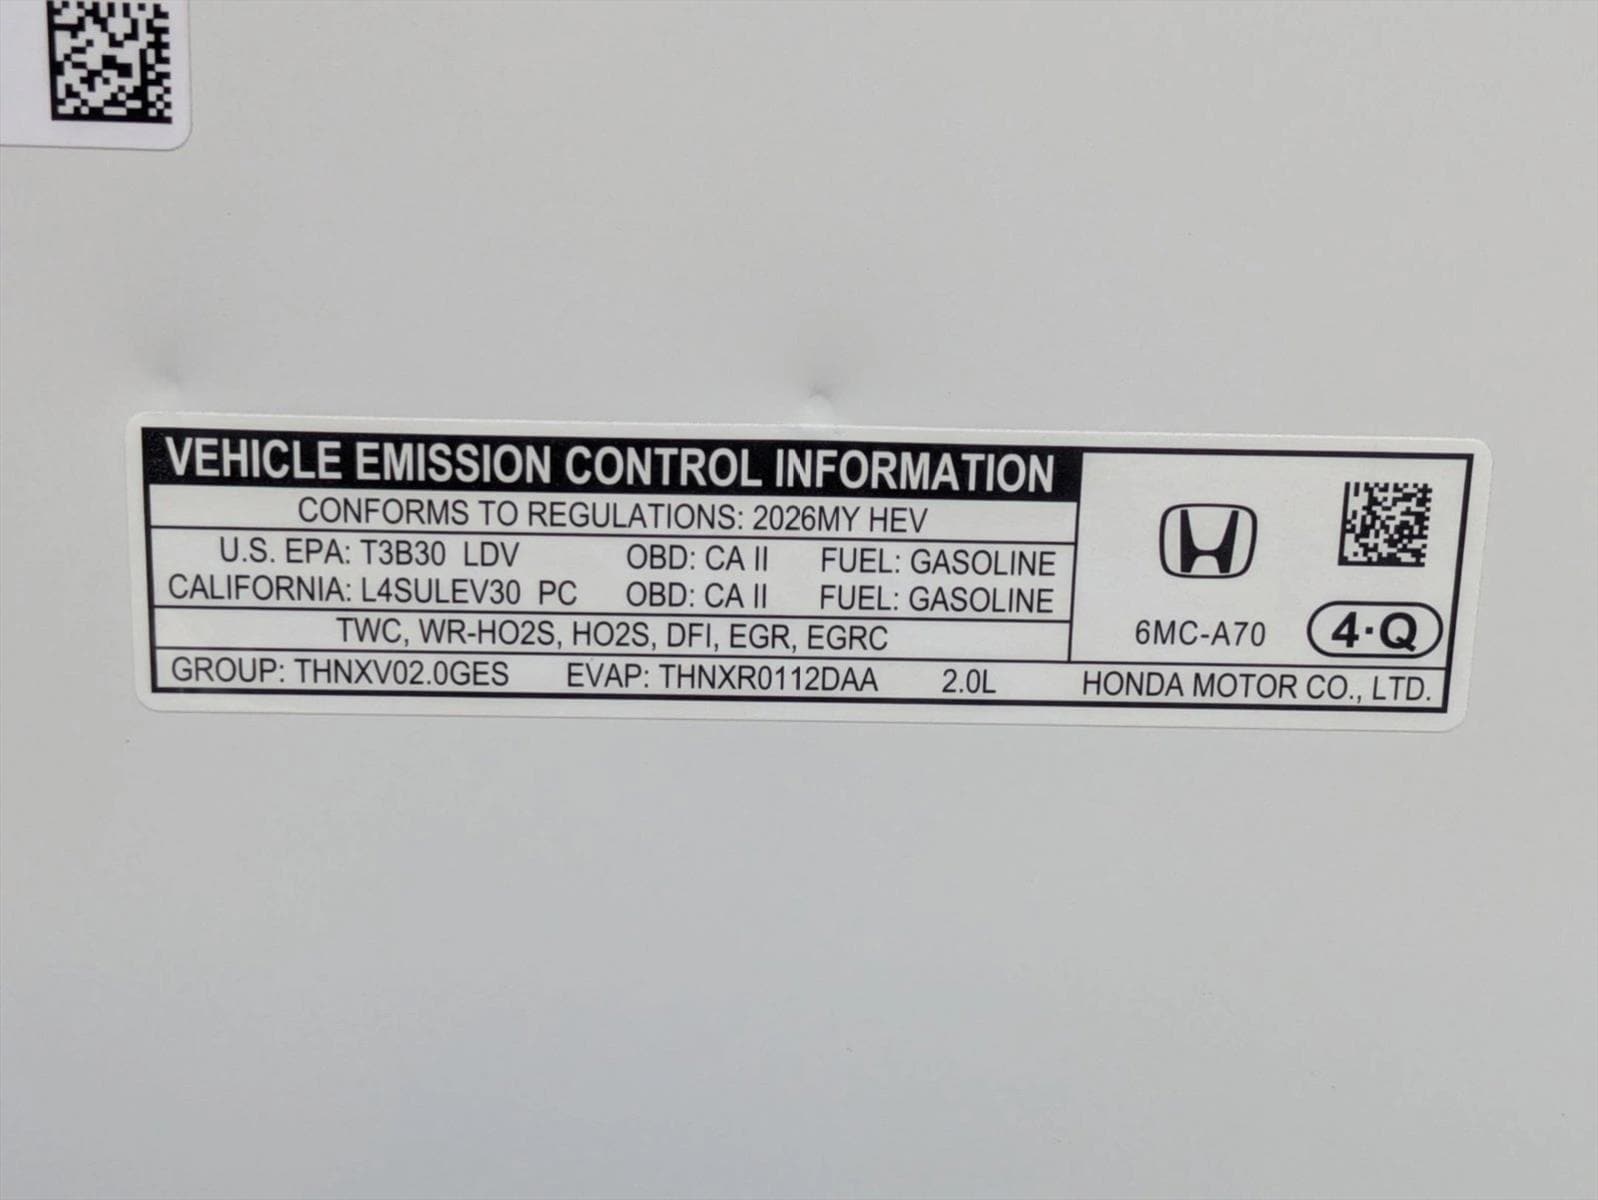 VEHICLE EMISSION CONTROL INFORMATION
CONFORMS TO REGULATIONS: 2026MY HEV
U.S. EPA: T3B30 LDV OBD: CA II FUEL: GASOLINE
CALIFORNIA: L4SULEV30 PC OBD: CA II FUEL: GASOLINE
TWC, WR-HO2S, HO2S, DFI, EGR, EGRC
6MC-A70 4·Q
GROUP: THNXV02.0GES EVAP: THNXR0112DAA 2.0L HONDA MOTOR CO., LTD.